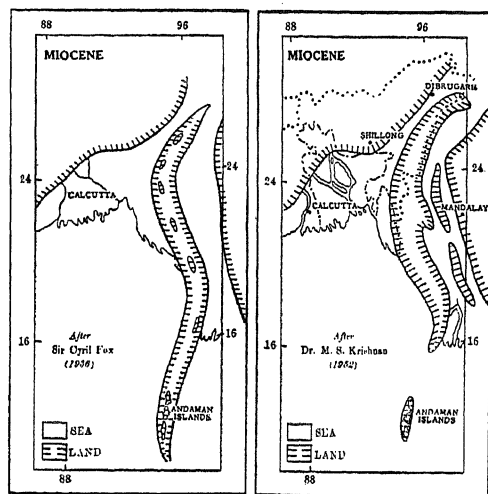 88 96
MIOCENE
24 24
CALCUTTA
16 16
After
Sir Cyril Fox
(1936)
ANDAMAN
ISLANDS
SEA
LAND
88
88 96
MIOCENE
DIBRUGARH
SHILLONG
24 24
CALCUTTA
MANDALAY
16 16
After
Dr. M. S. Krishnan
(1952)
SEA
LAND
ANDAMAN
ISLANDS
88